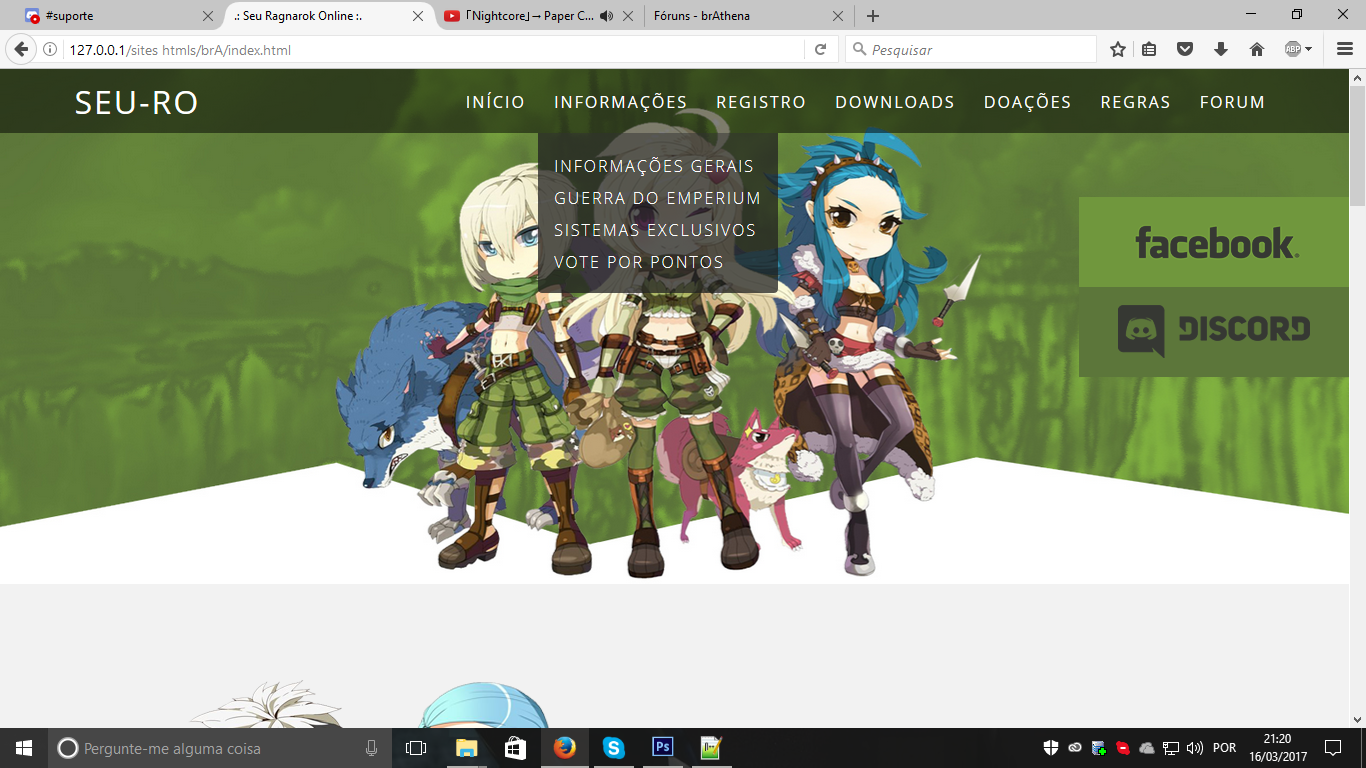 #suporte
.: Seu Ragnarok Online :.
「Nightcore」→ Paper C...
Fóruns - brAthena
127.0.0.1/sites htmls/brA/index.html
Pesquisar
ABP
SEU-RO
INÍCIO
INFORMAÇÕES
REGISTRO
DOWNLOADS
DOAÇÕES
REGRAS
FORUM
INFORMAÇÕES GERAIS
GUERRA DO EMPERIUM
SISTEMAS EXCLUSIVOS
VOTE POR PONTOS
facebook.
DISCORD
Pergunte-me alguma coisa
Ps
POR
21:20
16/03/2017